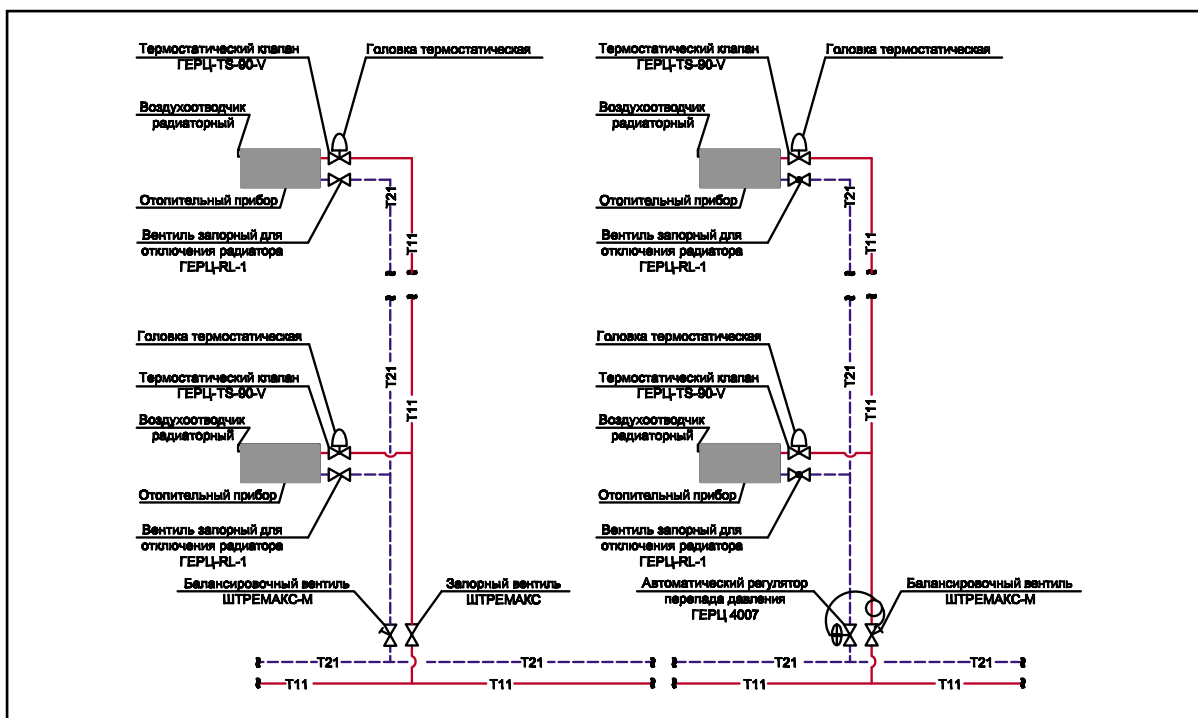 Термостатический клапан
ГЕРЦ-TS-90-V
Головка термостатическая
Воздухоотводчик
радиаторный
Отопительный прибор
Вентиль запорный для
отключения радиатора
ГЕРЦ-RL-1
T21
T11
Головка термостатическая
Термостатический клапан
ГЕРЦ-TS-90-V
Воздухоотводчик
радиаторный
Отопительный прибор
Вентиль запорный для
отключения радиатора
ГЕРЦ-RL-1
T21
T11
Балансировочный вентиль
ШТРЕМАКС-М
Запорный вентиль
ШТРЕМАКС
T21
T21
T11
T11
Термостатический клапан
ГЕРЦ-TS-90-V
Головка термостатическая
Воздухоотводчик
радиаторный
Отопительный прибор
Вентиль запорный для
отключения радиатора
ГЕРЦ-RL-1
T21
T11
Головка термостатическая
Термостатический клапан
ГЕРЦ-TS-90-V
Воздухоотводчик
радиаторный
Отопительный прибор
Вентиль запорный для
отключения радиатора
ГЕРЦ-RL-1
T21
T11
Автоматический регулятор
перепада давления
ГЕРЦ 4007
Балансировочный вентиль
ШТРЕМАКС-М
T21
T21
T11
T11